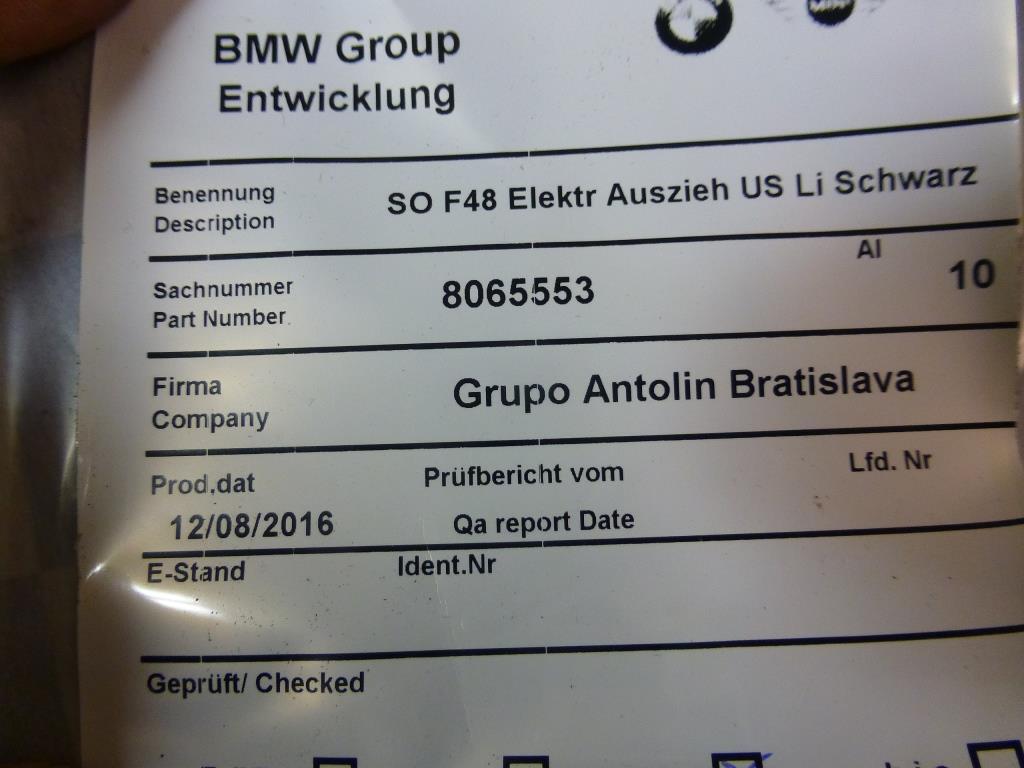 BMW Group
Entwicklung
Benennung
Description
SO F48 Elektr Auszieh US Li Schwarz
Sachnummer
Part Number
8065553
AI
10
Firma
Company
Grupo Antolin Bratislava
Prod.dat
12/08/2016
Prüfbericht vom
Qa report Date
Lfd. Nr
E-Stand
Ident.Nr
Geprüft/ Checked